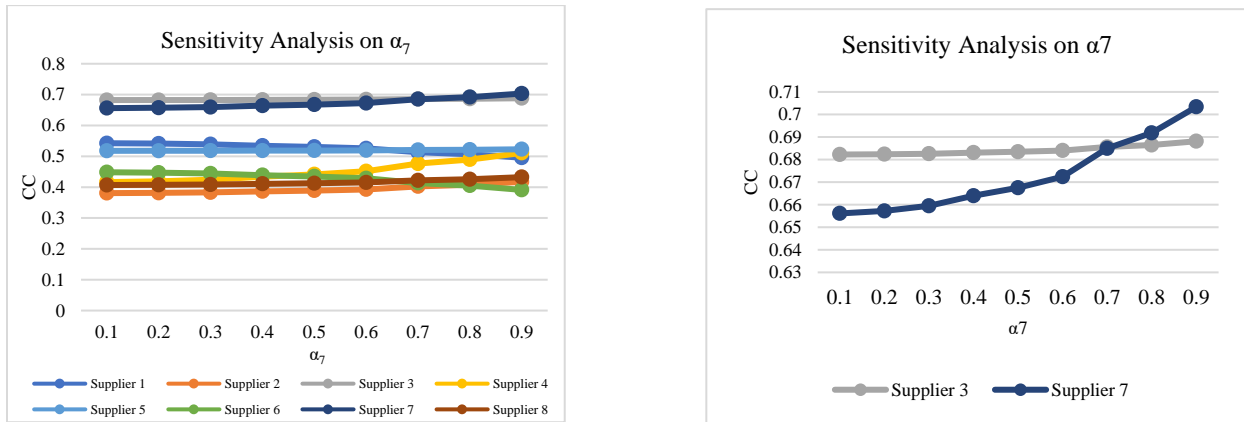 Sensitivity Analysis on α₇
0.8
0.7
0.6
0.5
0.4
0.3
0.2
0.1
0
CC
0.1 0.2 0.3 0.4 0.5 0.6 0.7 0.8 0.9
α₇
Supplier 1 Supplier 2 Supplier 3 Supplier 4
Supplier 5 Supplier 6 Supplier 7 Supplier 8
Sensitivity Analysis on α7
0.71
0.7
0.69
0.68
0.67
0.66
0.65
0.64
0.63
CC
0.1 0.2 0.3 0.4 0.5 0.6 0.7 0.8 0.9
α7
Supplier 3 Supplier 7